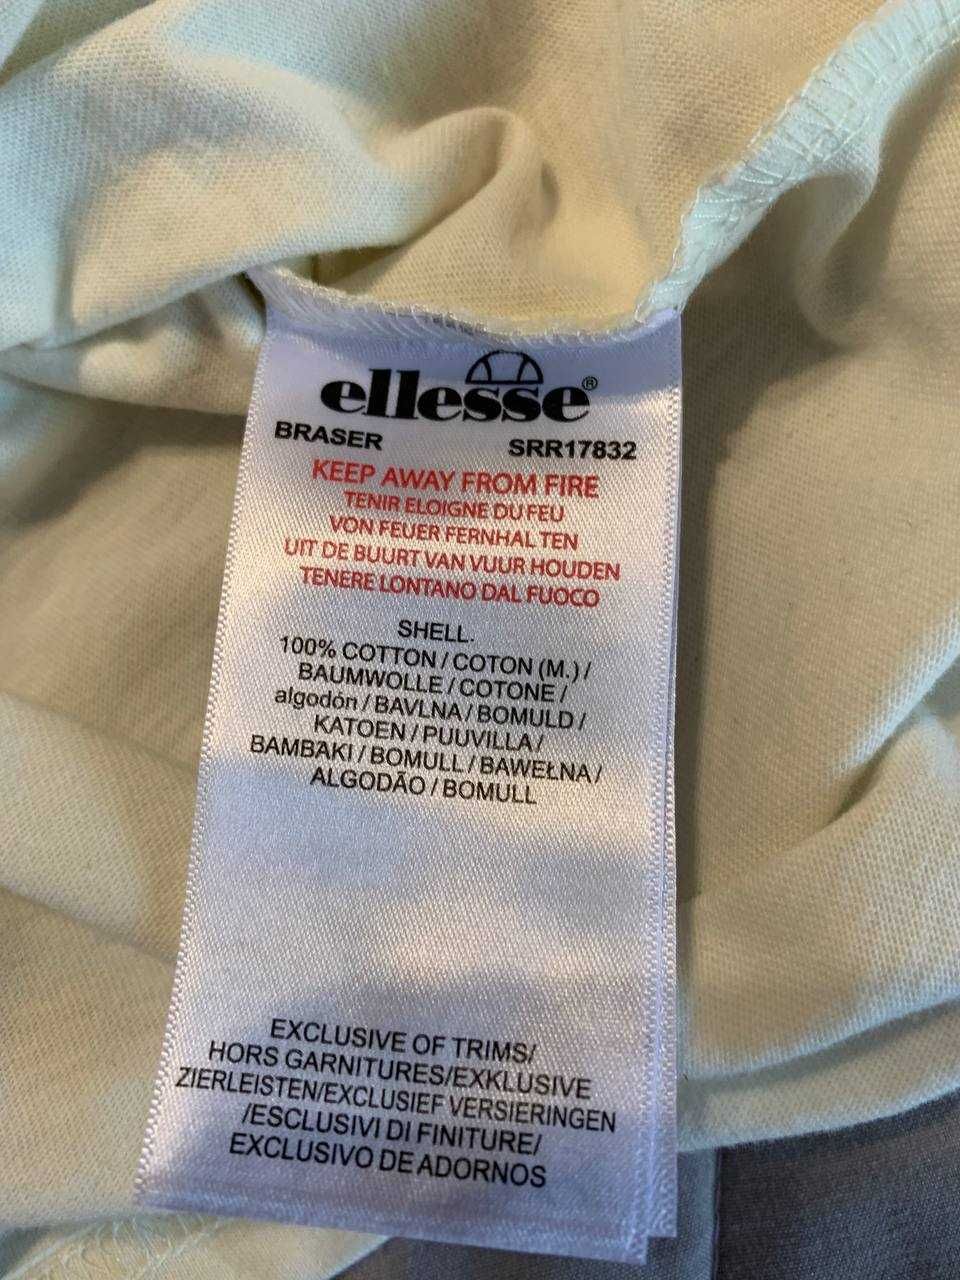 ellesse®
BRASER SRR17832
KEEP AWAY FROM FIRE
TENIR ELOIGNE DU FEU
VON FEUER FERNHAL TEN
UIT DE BUURT VAN VUUR HOUDEN
TENERE LONTANO DAL FUOCO
SHELL.
100% COTTON / COTON (M.) /
BAUMWOLLE / COTONE /
algodón / BAVLNA / BOMULD /
KATOEN / PUUVILLA /
BAMBAKI / BOMULL / BAWEŁNA /
ALGODÃO / BOMULL
EXCLUSIVE OF TRIMS/
HORS GARNITURES/EXKLUSIVE
ZIERLEISTEN/EXCLUSIEF VERSIERINGEN
/ESCLUSIVI DI FINITURE/
EXCLUSIVO DE ADORNOS